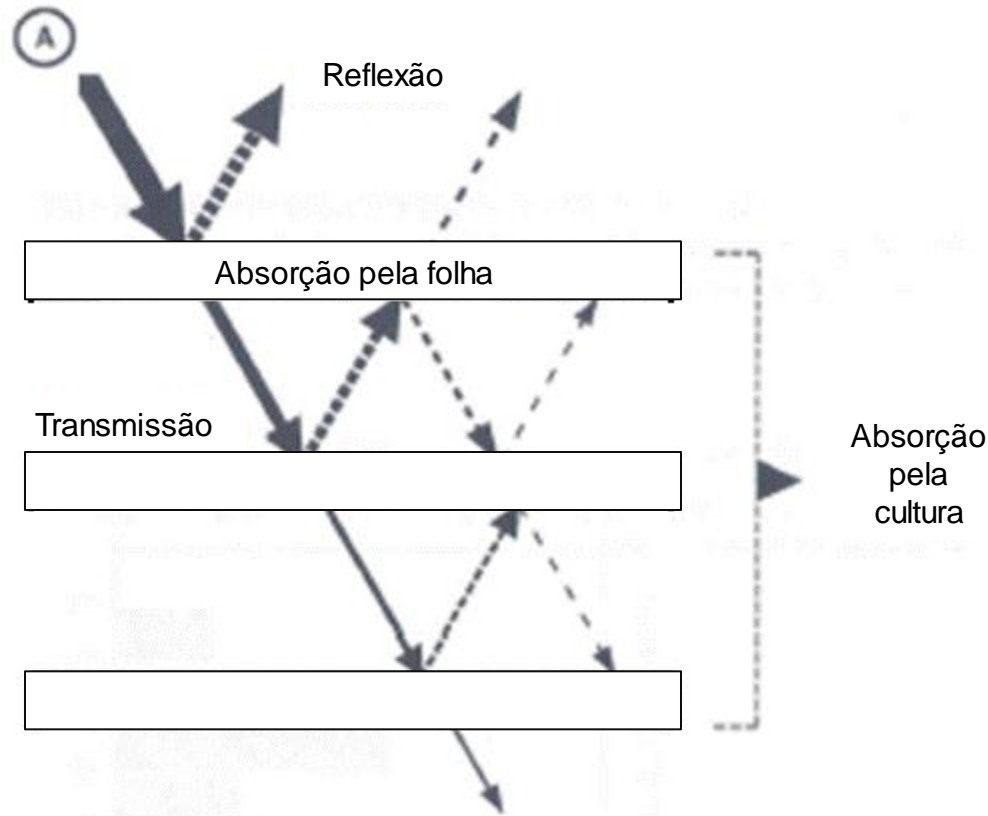 A
Reflexão
Absorção pela folha
Transmissão
Absorção
pela
cultura